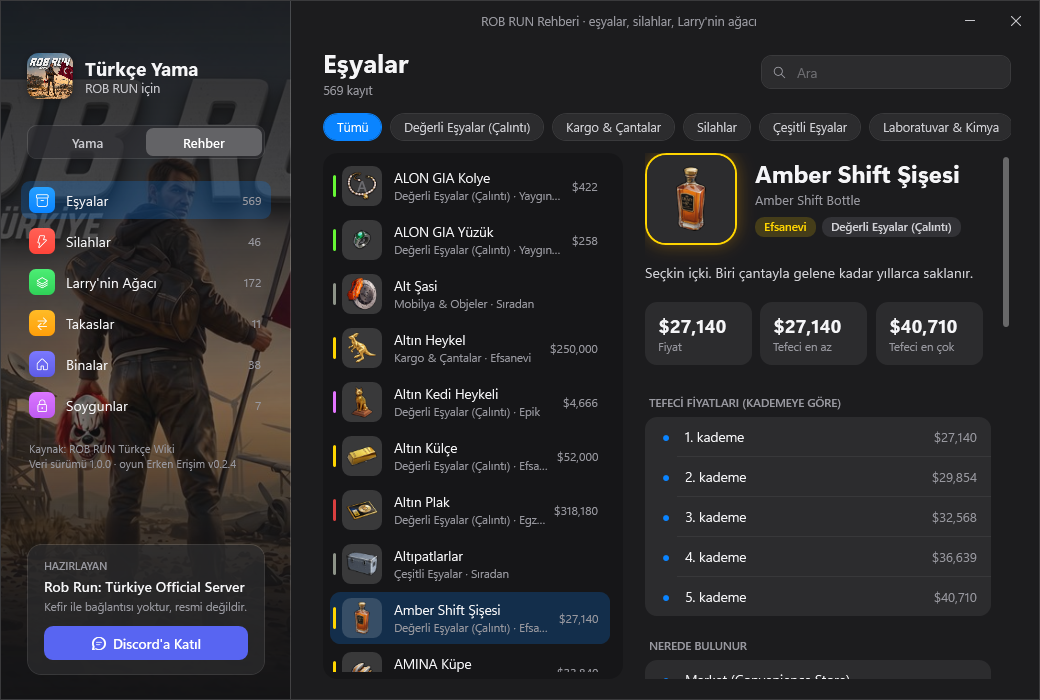 ROB RUN Rehberi · eşyalar, silahlar, Larry'nin ağacı
ROB RUN
Türkçe Yama
ROB RUN için
Yama
Rehber
Eşyalar
569
Silahlar
46
Larry'nin Ağacı
172
Takaslar
11
Binalar
38
Soygunlar
7
Kaynak: ROB RUN Türkçe Wiki
Veri sürümü 1.0.0 · oyun Erken Erişim v0.2.4
HAZIRLAYAN
Rob Run: Türkiye Official Server
Kefir ile bağlantısı yoktur, resmi değildir.
Discord'a Katıl
Eşyalar
569 kayıt
Ara
Tümü
Değerli Eşyalar (Çalıntı)
Kargo & Çantalar
Silahlar
Çeşitli Eşyalar
Laboratuvar & Kimya
ALON GIA Kolye
Değerli Eşyalar (Çalıntı) · Yaygın...
$422
ALON GIA Yüzük
Değerli Eşyalar (Çalıntı) · Yaygın...
$258
Alt Şasi
Mobilya & Objeler · Sıradan
Altın Heykel
Kargo & Çantalar · Efsanevi
$250,000
Altın Kedi Heykeli
Değerli Eşyalar (Çalıntı) · Epik
$4,666
Altın Külçe
Değerli Eşyalar (Çalıntı) · Efsa...
$52,000
Altın Plak
Değerli Eşyalar (Çalıntı) · Egz...
$318,180
Altıpatlarlar
Çeşitli Eşyalar · Sıradan
Amber Shift Şişesi
Değerli Eşyalar (Çalıntı) · Efsa...
$27,140
AMINA Küpe
Amber Shift Şişesi
Amber Shift Bottle
Efsanevi
Değerli Eşyalar (Çalıntı)
Seçkin içki. Biri çantayla gelene kadar yıllarca saklanır.
$27,140
Fiyat
$27,140
Tefeci en az
$40,710
Tefeci en çok
TEFECİ FİYATLARI (KADEMEYE GÖRE)
1. kademe
$27,140
2. kademe
$29,854
3. kademe
$32,568
4. kademe
$36,639
5. kademe
$40,710
NEREDE BULUNUR
Market (Convenience Store)